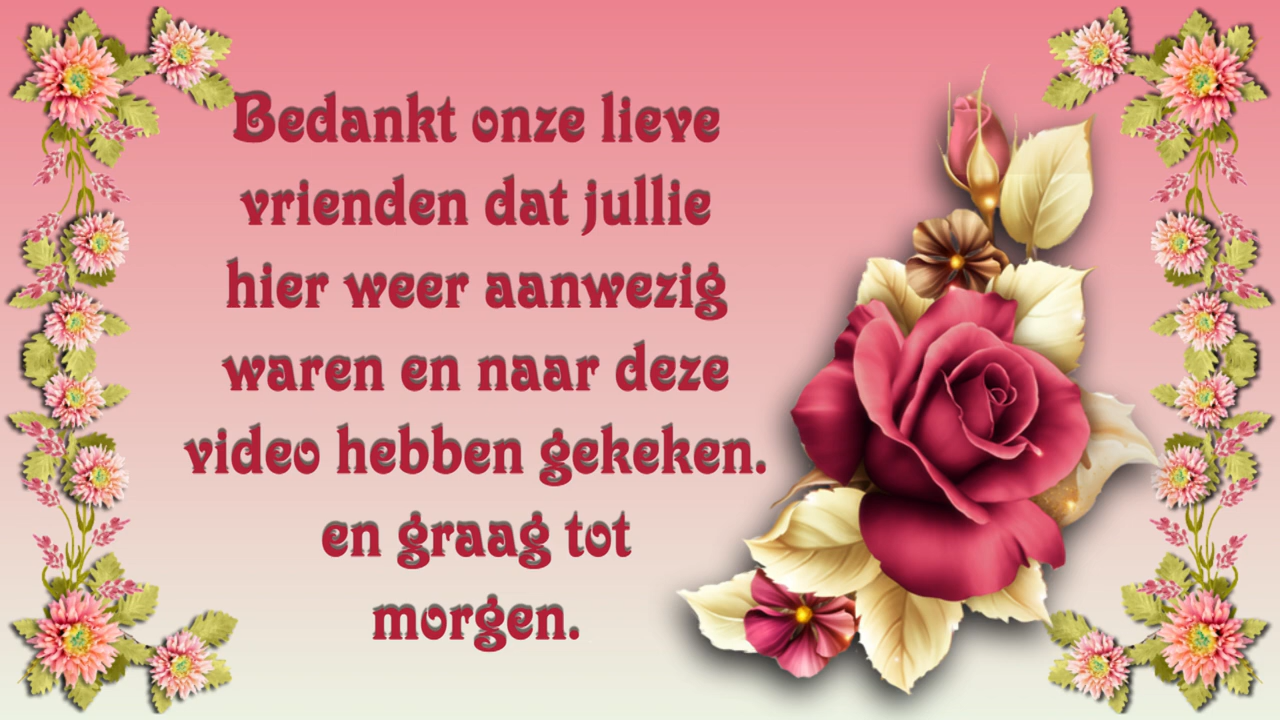 Bedankt onze lieve
vrienden dat jullie
hier weer aanwezig
waren en naar deze
video hebben gekeken.
en graag tot
morgen.